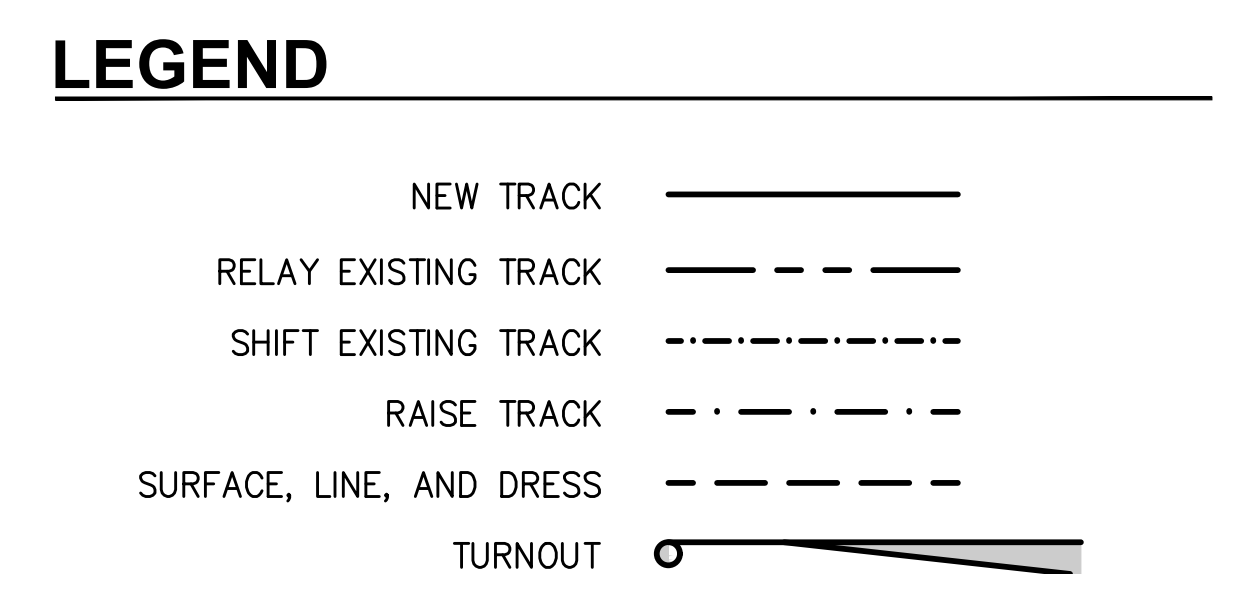 LEGEND
NEW TRACK
RELAY EXISTING TRACK
SHIFT EXISTING TRACK
RAISE TRACK
SURFACE, LINE, AND DRESS
TURNOUT